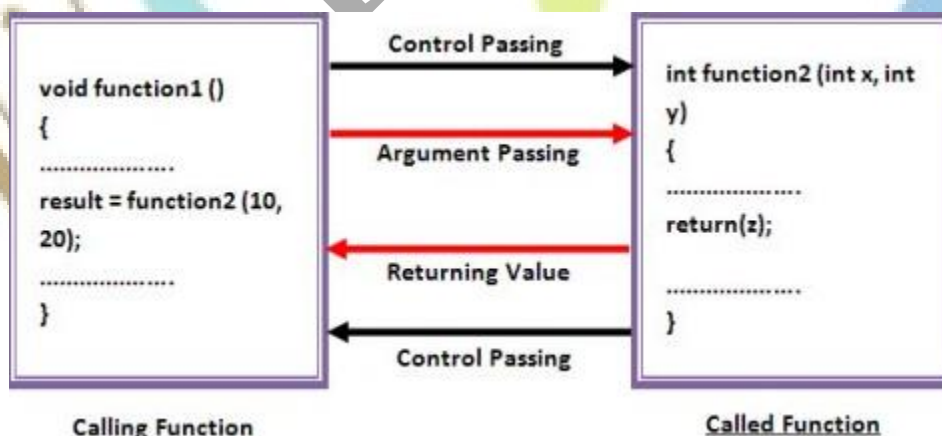 void function1 ()
{
.....................
result = function2 (10,
20);
.....................
}
Calling Function
Control Passing
Argument Passing
Returning Value
Control Passing
int function2 (int x, int
y)
{
.....................
return(z);
.....................
}
Called Function